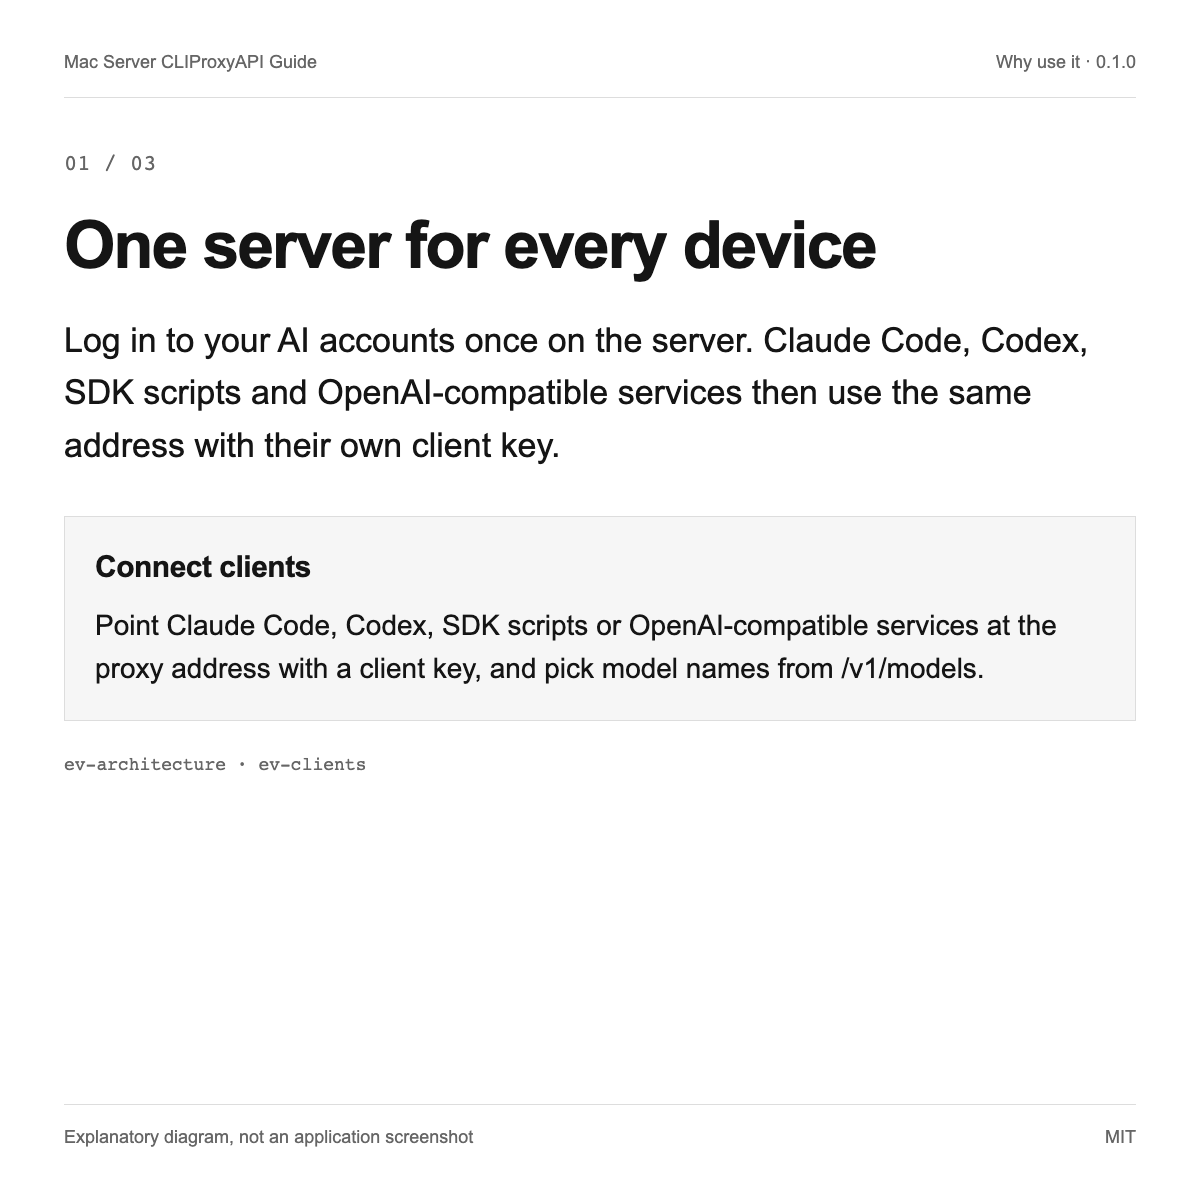 Mac Server CLIProxyAPI Guide
Why use it · 0.1.0
01 / 03
One server for every device
Log in to your AI accounts once on the server. Claude Code, Codex,
SDK scripts and OpenAI-compatible services then use the same
address with their own client key.
Connect clients
Point Claude Code, Codex, SDK scripts or OpenAI-compatible services at the
proxy address with a client key, and pick model names from /v1/models.
ev-architecture · ev-clients
Explanatory diagram, not an application screenshot
MIT